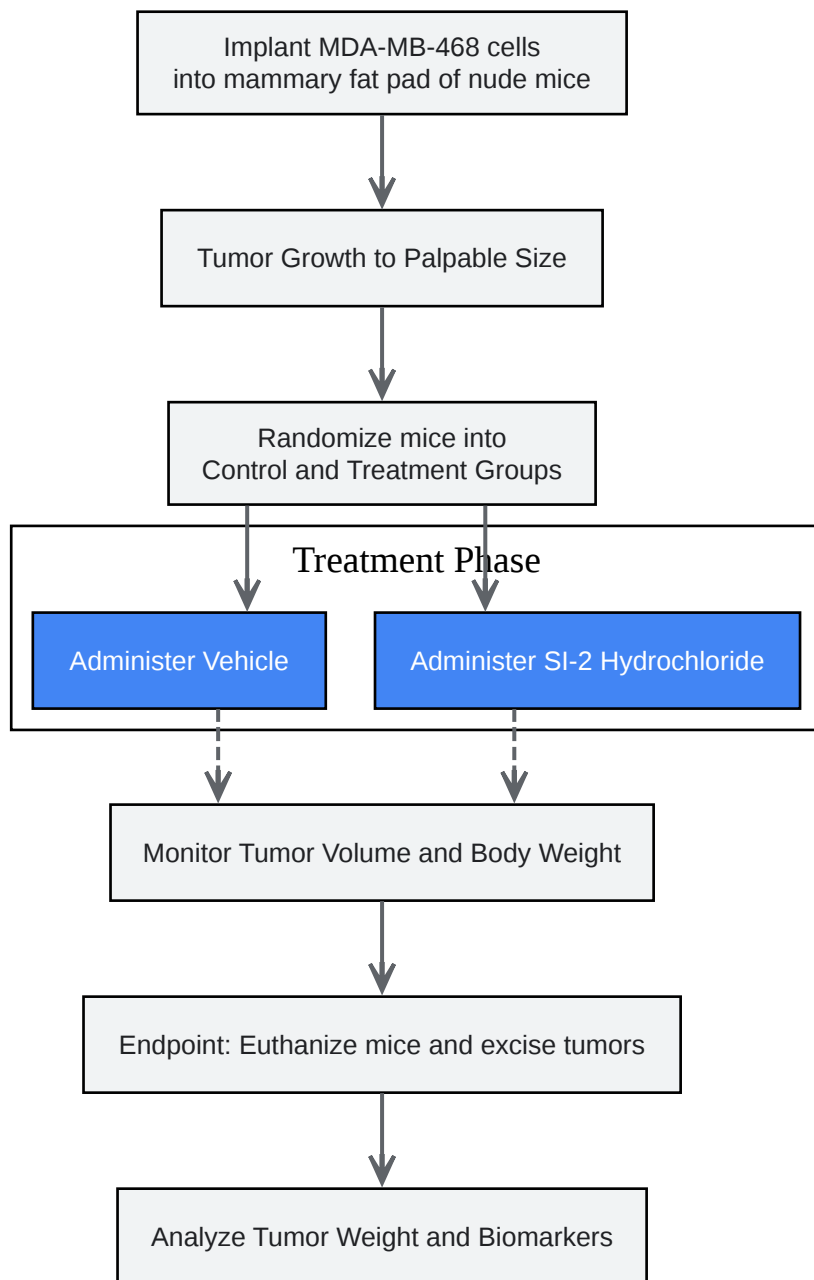 Implant MDA-MB-468 cells
into mammary fat pad of nude mice
Tumor Growth to Palpable Size
Randomize mice into
Control and Treatment Groups
Treatment Phase
Administer Vehicle
Administer SI-2 Hydrochloride
Monitor Tumor Volume and Body Weight
Endpoint: Euthanize mice and excise tumors
Analyze Tumor Weight and Biomarkers